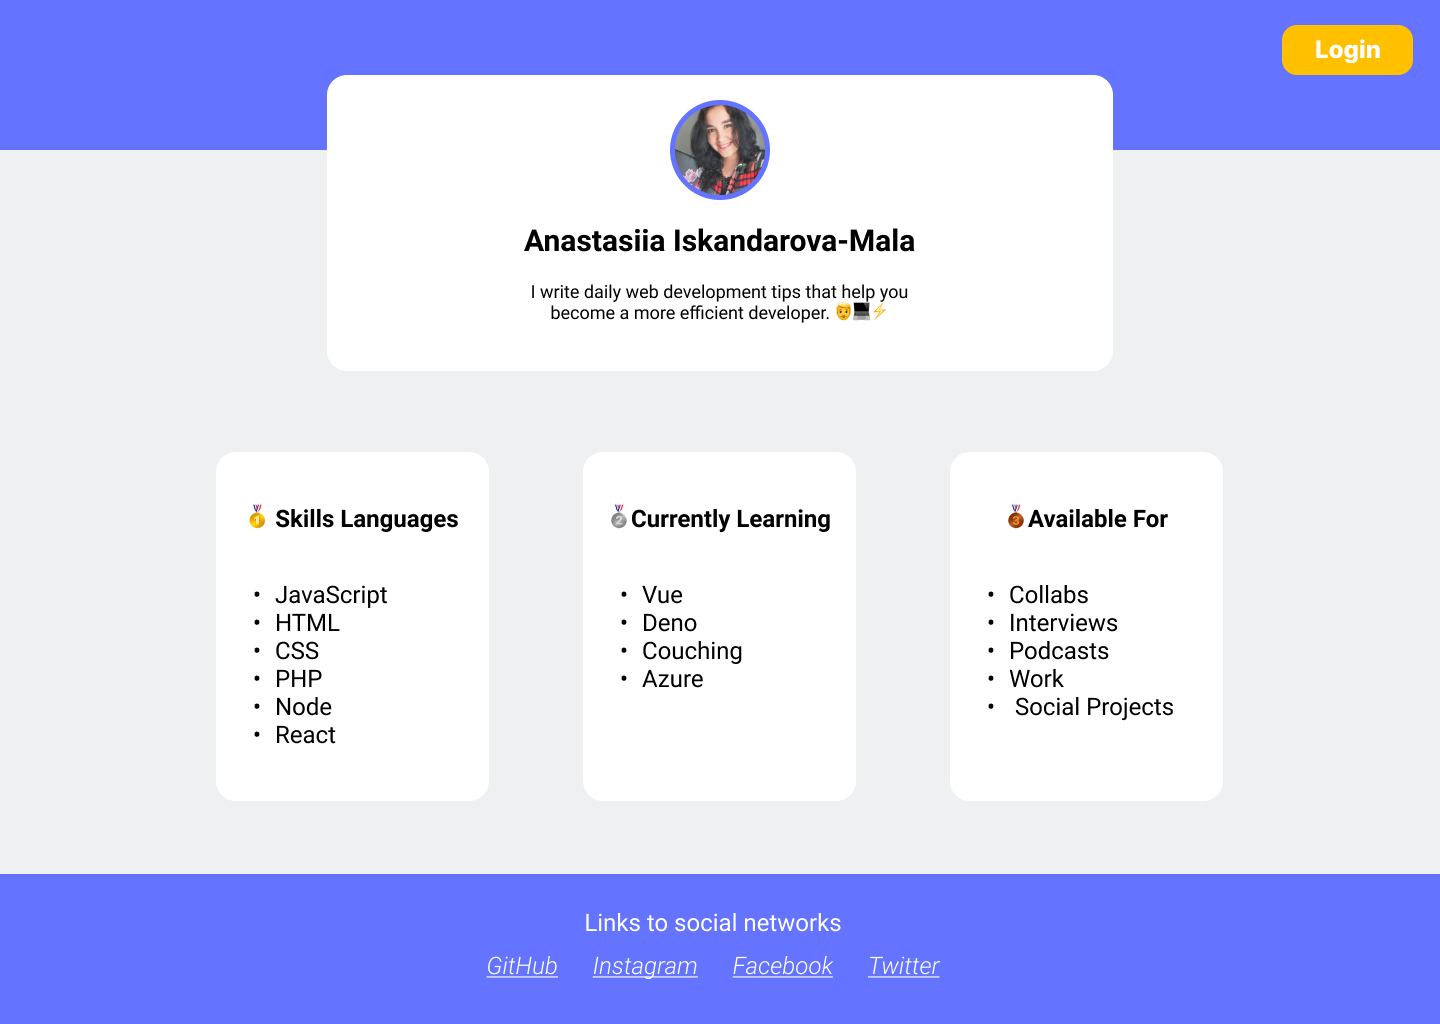 Login
Anastasiia Iskandarova-Mala
I write daily web development tips that help you
become a more efficient developer. 👨💻⚡
🥇 Skills Languages
• JavaScript
• HTML
• CSS
• PHP
• Node
• React
🥈Currently Learning
• Vue
• Deno
• Couching
• Azure
🥉Available For
• Collabs
• Interviews
• Podcasts
• Work
• Social Projects
Links to social networks
GitHub Instagram Facebook Twitter